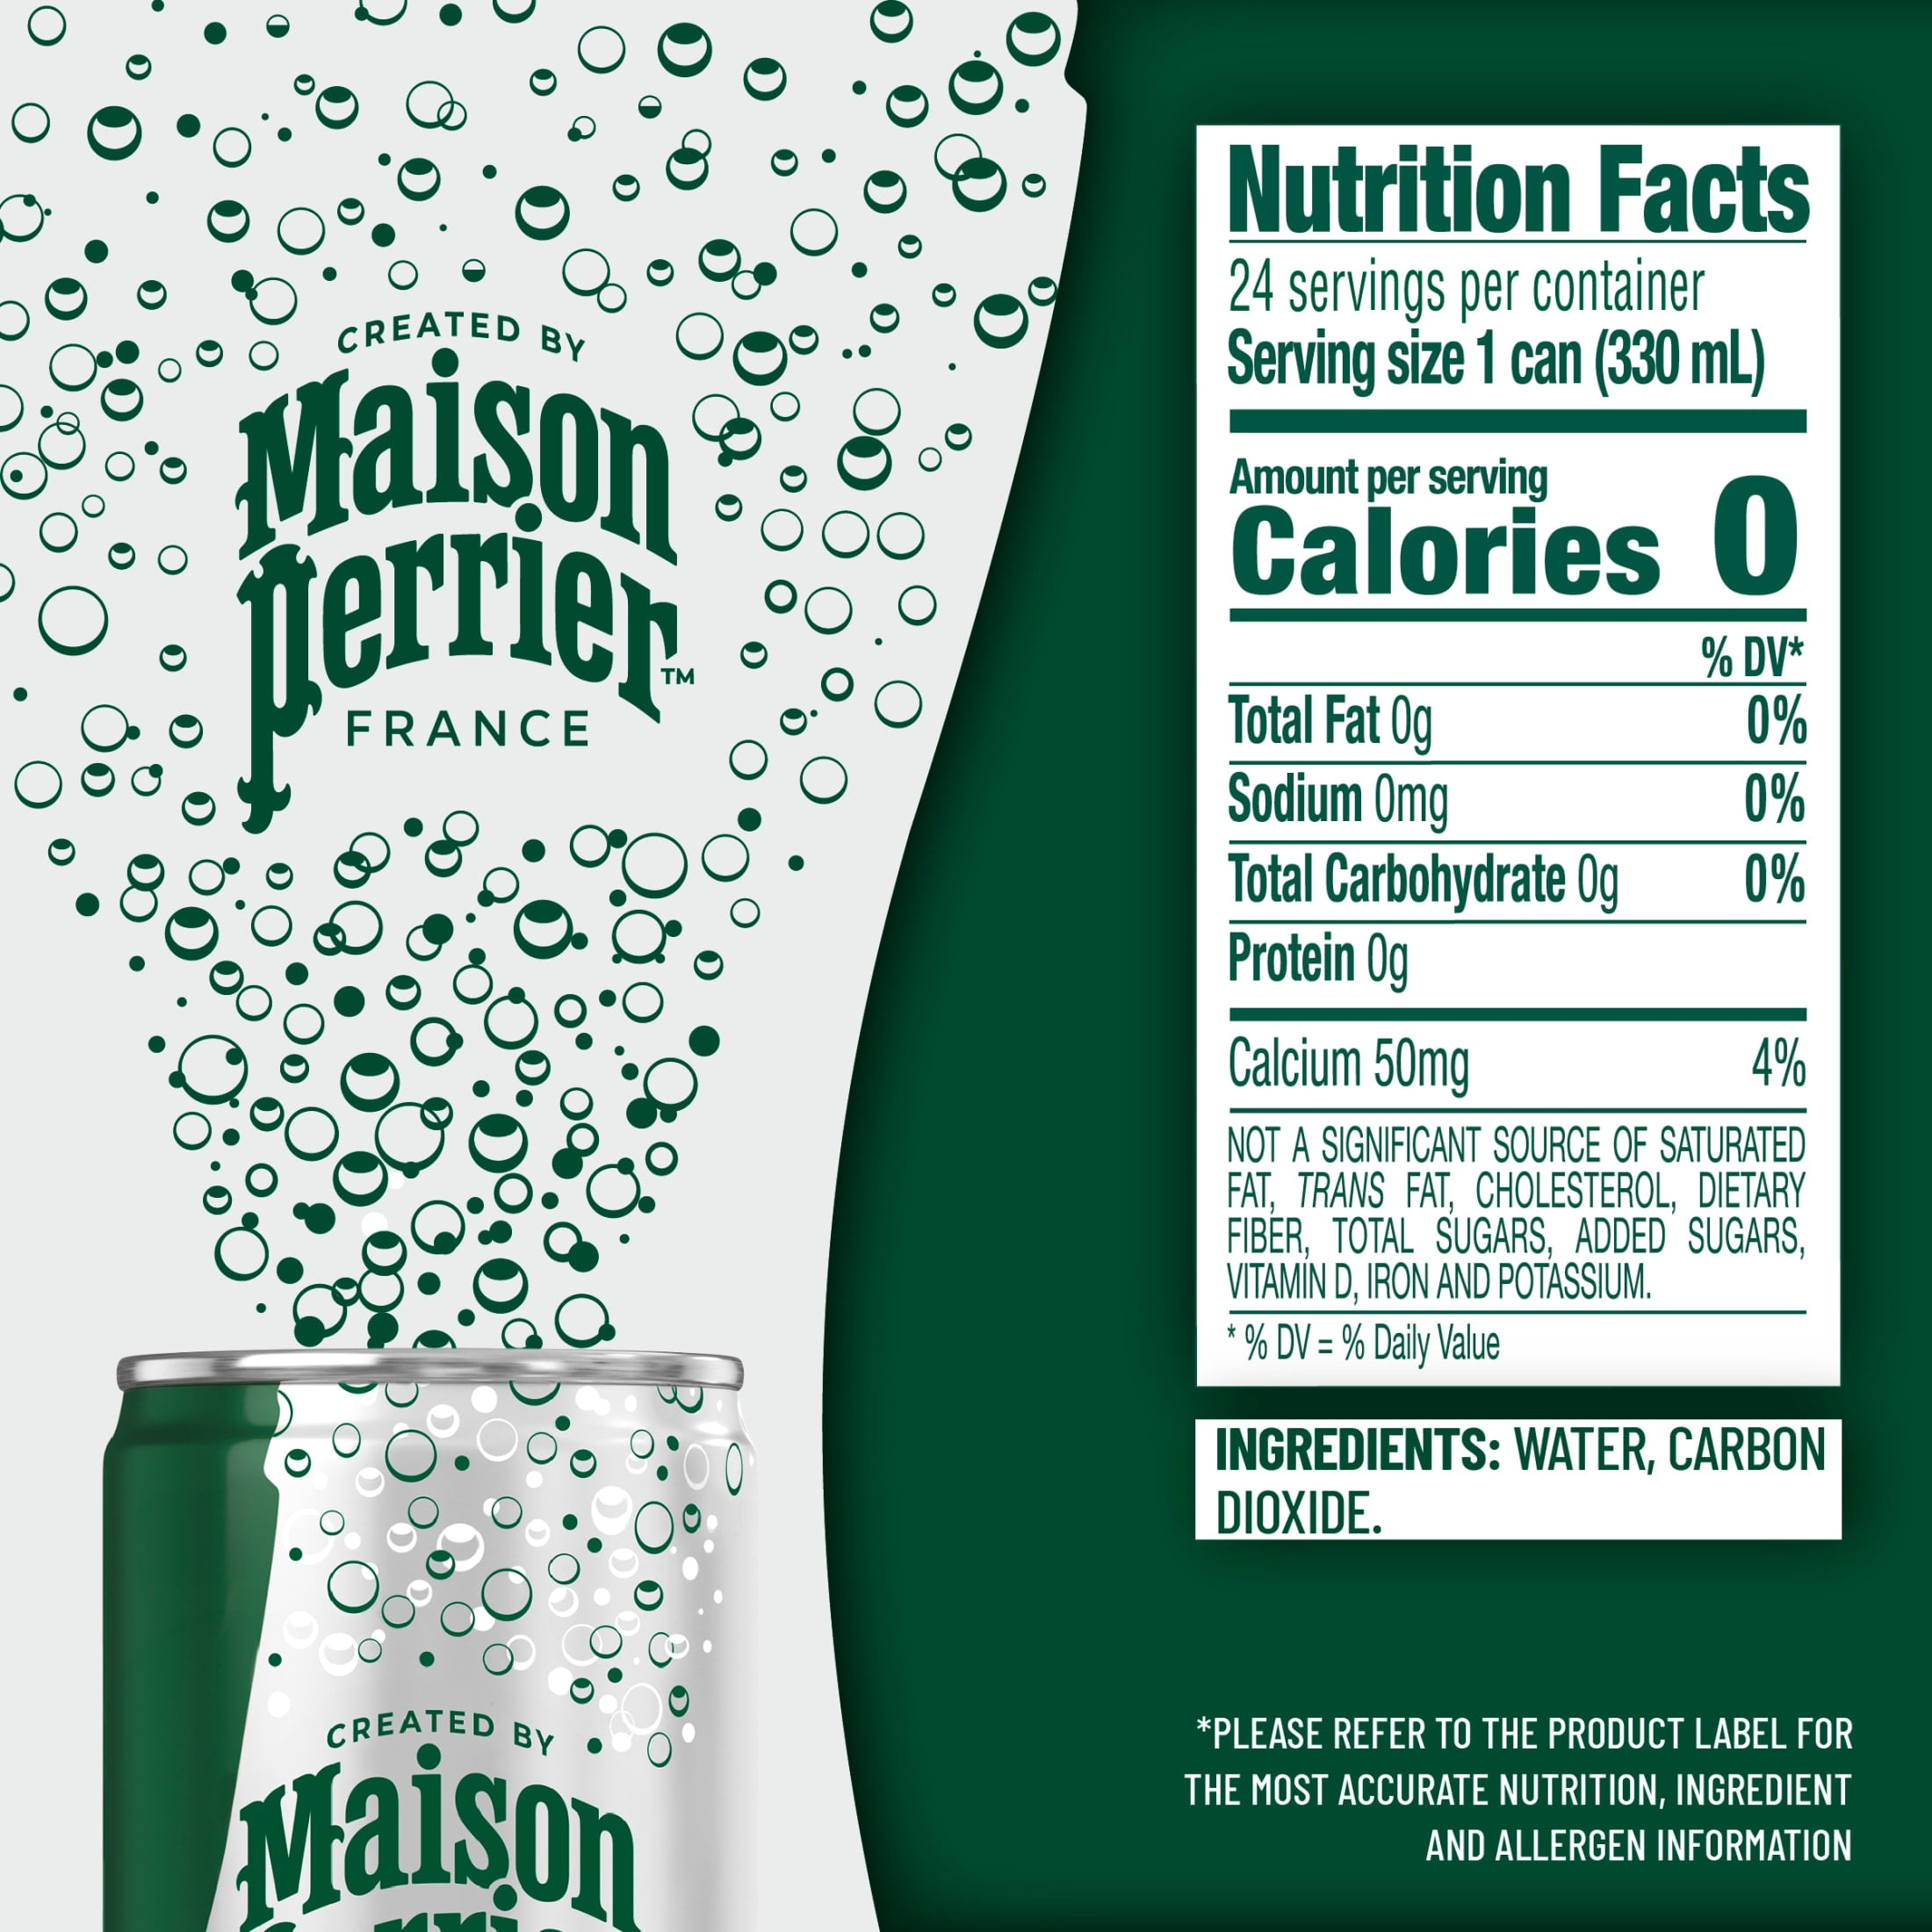 CREATED BY
Maison
perrier™
FRANCE
CREATED BY
Maison
Nutrition Facts
24 servings per container
Serving size 1 can (330 mL)
Amount per serving
Calories 0
% DV*
Total Fat 0g 0%
Sodium 0mg 0%
Total Carbohydrate 0g 0%
Protein 0g
Calcium 50mg 4%
NOT A SIGNIFICANT SOURCE OF SATURATED
FAT, TRANS FAT, CHOLESTEROL, DIETARY
FIBER, TOTAL SUGARS, ADDED SUGARS,
VITAMIN D, IRON AND POTASSIUM.
* % DV = % Daily Value
INGREDIENTS: WATER, CARBON
DIOXIDE.
*PLEASE REFER TO THE PRODUCT LABEL FOR
THE MOST ACCURATE NUTRITION, INGREDIENT
AND ALLERGEN INFORMATION